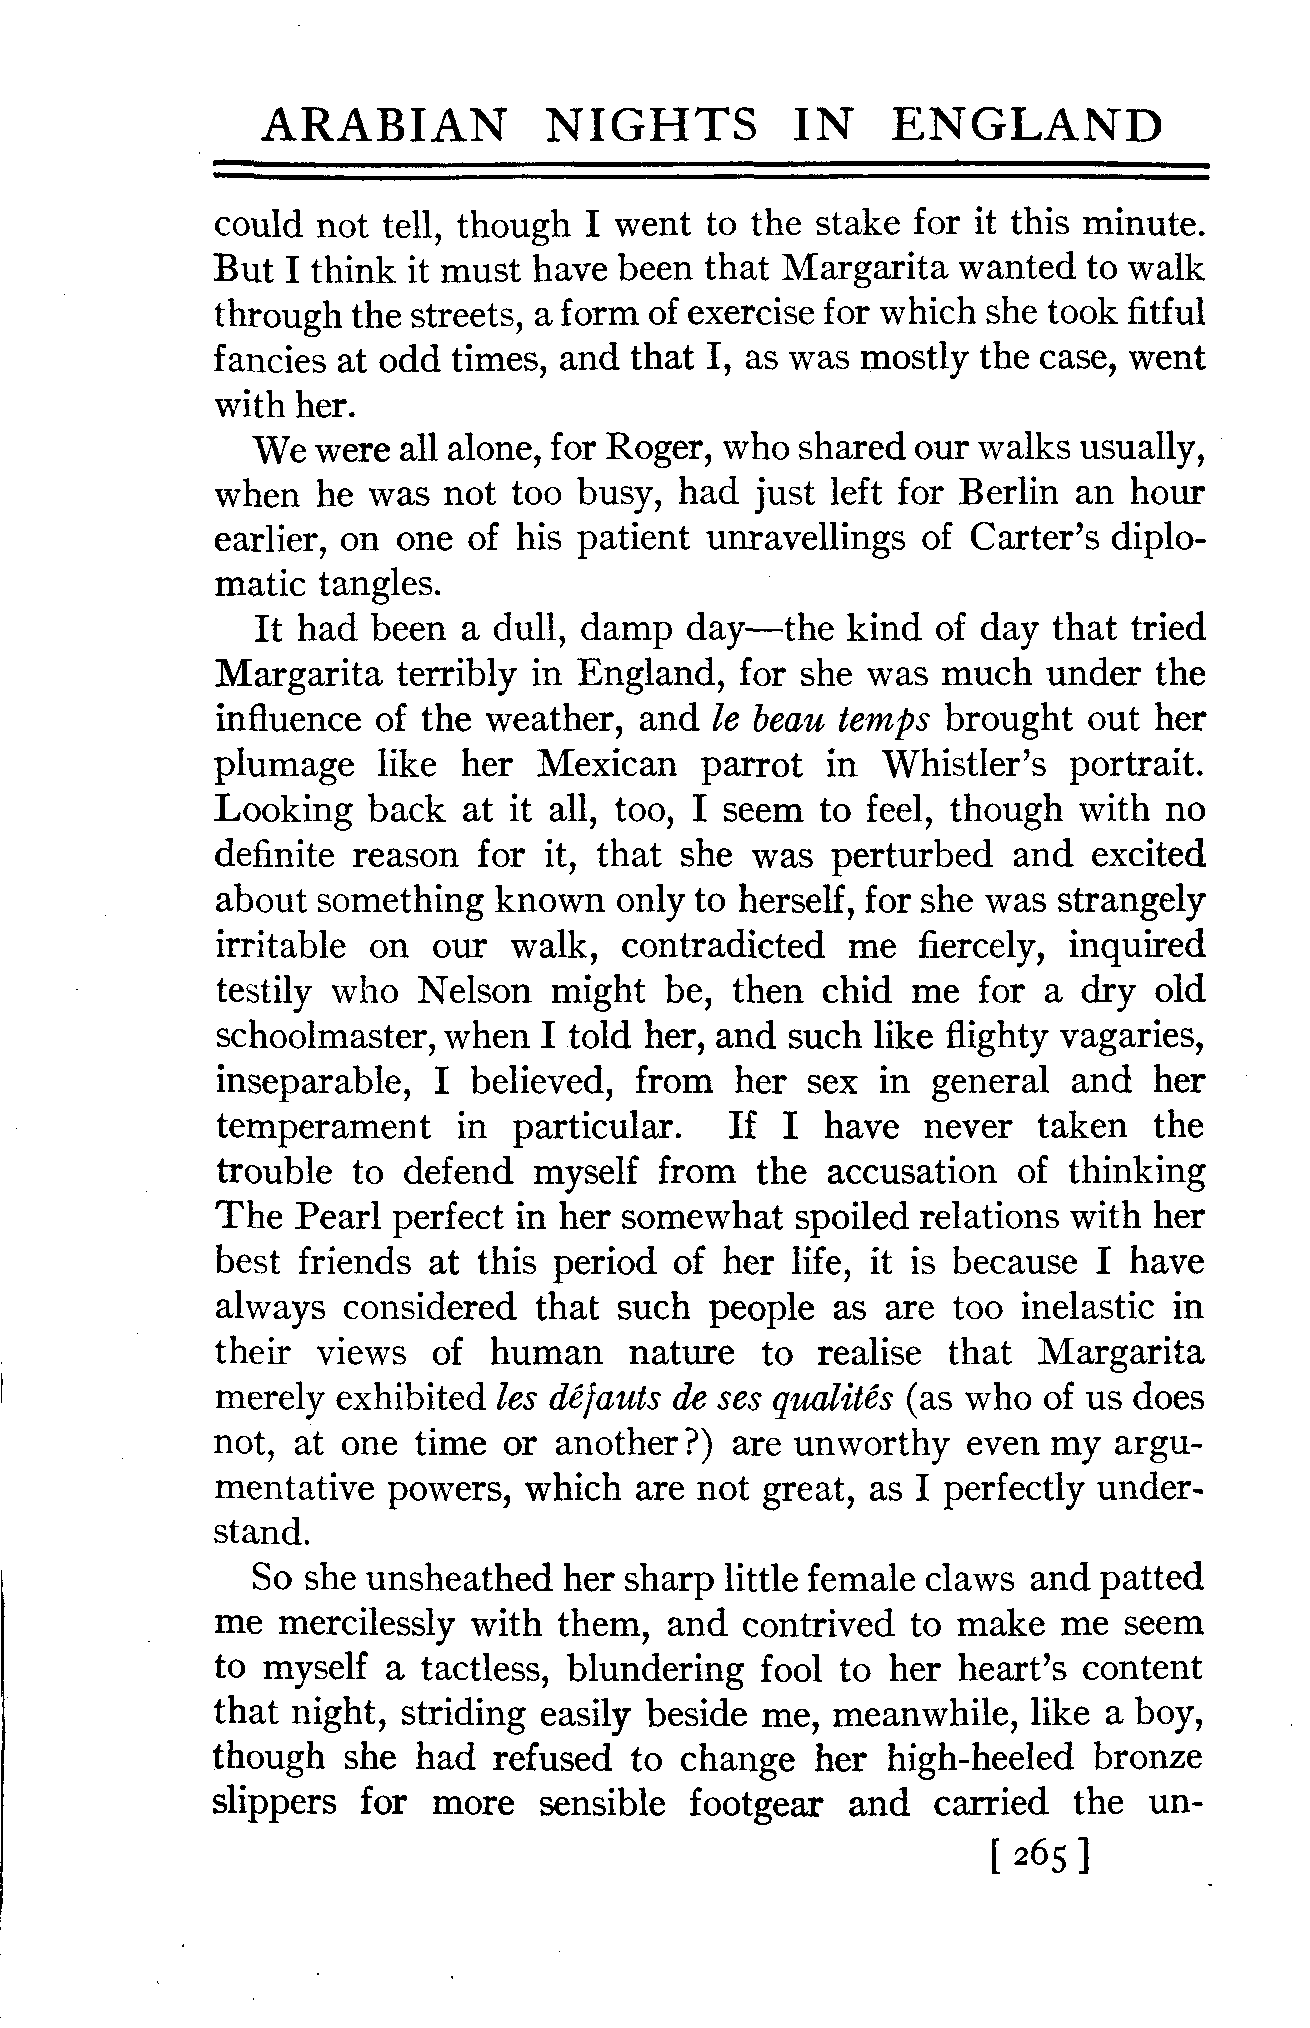 ARABIAN NIGHTS IN ENGLAND
could not tell, though I went to the stake for it this minute.
But I think it must have been that Margarita wanted to walk
through the streets, a form of exercise for which she took fitful
fancies at odd times, and that I, as was mostly the case, went
with her.
We were all alone, for Roger, who shared our walks usually,
when he was not too busy, had just left for Berlin an hour
earlier, on one of his patient unravellings of Carter's diplo-
matic tangles.
It had been a dull, damp day—the kind of day that tried
Margarita terribly in England, for she was much under the
influence of the weather, and le beau temps brought out her
plumage like her Mexican parrot in Whistler's portrait.
Looking back at it all, too, I seem to feel, though with no
definite reason for it, that she was perturbed and excited
about something known only to herself, for she was strangely
irritable on our walk, contradicted me fiercely, inquired
testily who Nelson might be, then chid me for a dry old
schoolmaster, when I told her, and such like flighty vagaries,
inseparable, I believed, from her sex in general and her
temperament in particular. If I have never taken the
trouble to defend myself from the accusation of thinking
The Pearl perfect in her somewhat spoiled relations with her
best friends at this period of her life, it is because I have
always considered that such people as are too inelastic in
their views of human nature to realise that Margarita
merely exhibited les défauts de ses qualités (as who of us does
not, at one time or another?) are unworthy even my argu-
mentative powers, which are not great, as I perfectly under-
stand.
So she unsheathed her sharp little female claws and patted
me mercilessly with them, and contrived to make me seem
to myself a tactless, blundering fool to her heart's content
that night, striding easily beside me, meanwhile, like a boy,
though she had refused to change her high-heeled bronze
slippers for more sensible footgear and carried the un-
[ 265 ]